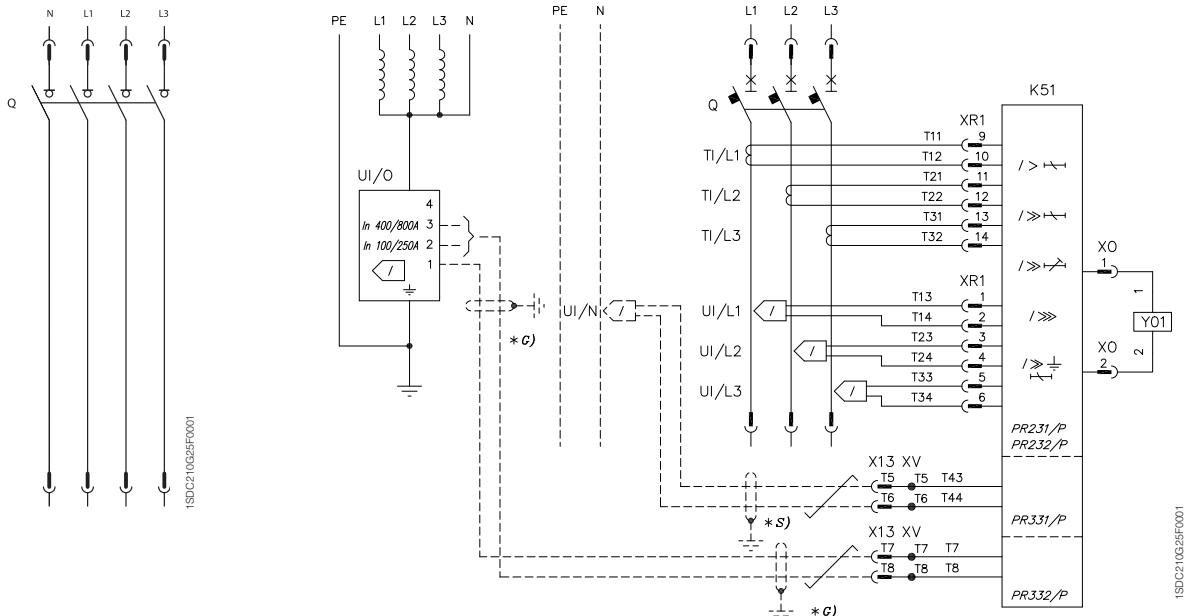 N L1 L2 L3
Q
1SDC210G25F0001
PE L1 L2 L3 N
UI/O
4
In 400/800A 3
In 100/250A 2
1
/
*G)
PE N
UI/N /
L1 L2 L3
Q
TI/L1
TI/L2
TI/L3
XR1
T11 9
T12 10
T21 11
T22 12
T31 13
T32 14
XR1
UI/L1 / T13 1
T14 2
UI/L2 / T23 3
T24 4
UI/L3 / T33 5
T34 6
K51
/ >
/ ≫
/ ≫
/ ⋙
/ ≫
PR231/P
PR232/P
PR331/P
PR332/P
XO
1
1
Y01
2
XO
2
X13 XV
T5 T5 T43
T6 T6 T44
*S)
X13 XV
T7 T7 T7
T8 T8 T8
*G)
1SDC210G35F0001